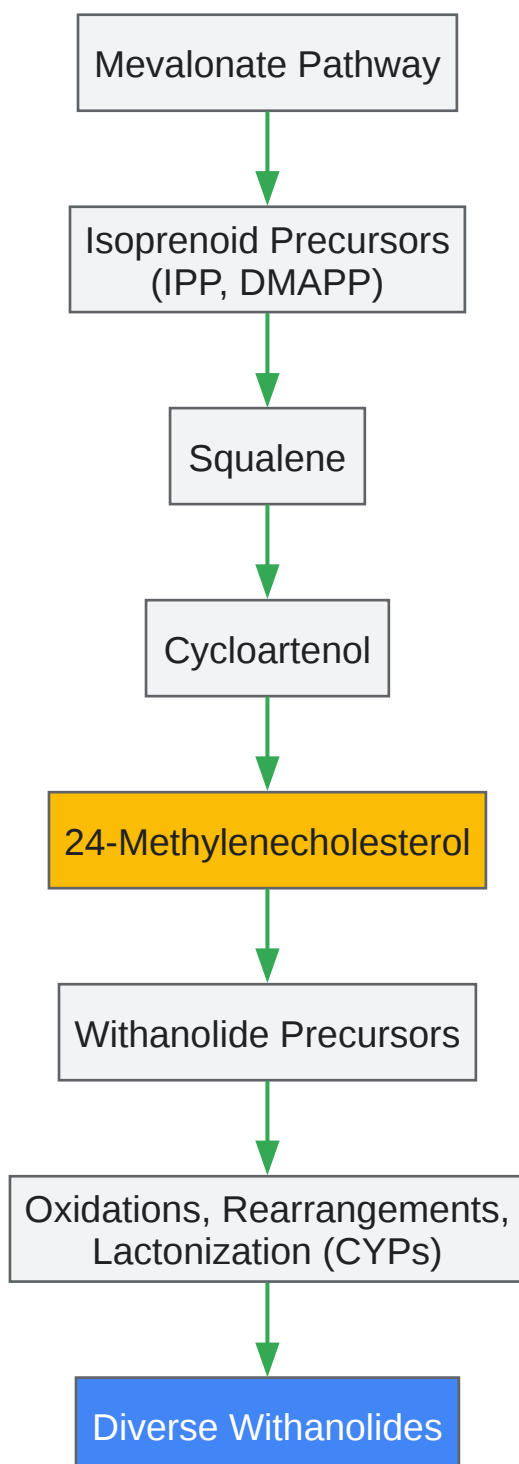 Mevalonate Pathway
Isoprenoid Precursors
(IPP, DMAPP)
Squalene
Cycloartenol
24-Methylenecholesterol
Withanolide Precursors
Oxidations, Rearrangements,
Lactonization (CYPs)
Diverse Withanolides